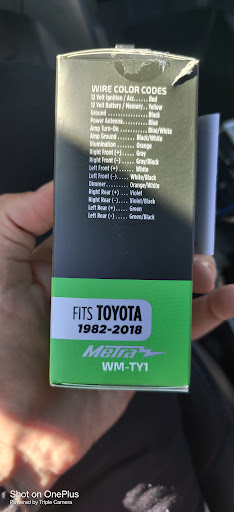 WIRE COLOR CODES
12 Volt Ignition / Acc. . . . . Red
12 Volt Battery / Memory . . Yellow
Ground . . . . . . . . . . Black
Power Antenna. . . . . . . . Blue
Amp Turn-On . . . . . . . Blue/White
Amp Ground . . . . . Black/White
Illumination . . . . . . Orange
Right Front (+) . . . . . Gray
Right Front (-) . . . . . Gray/Black
Left Front (+) . . . . . White
Left Front (-) . . . . White/Black
Dimmer. . . . . . . Orange/White
Right Rear (+) . . . Violet
Right Rear (-) . . . Violet/Black
Left Rear (+) . . . . Green
Left Rear (-) . . . . Green/Black
FITS TOYOTA
1982-2018
Metra
WM-TY1
Shot on OnePlus
Powered by Triple Camera